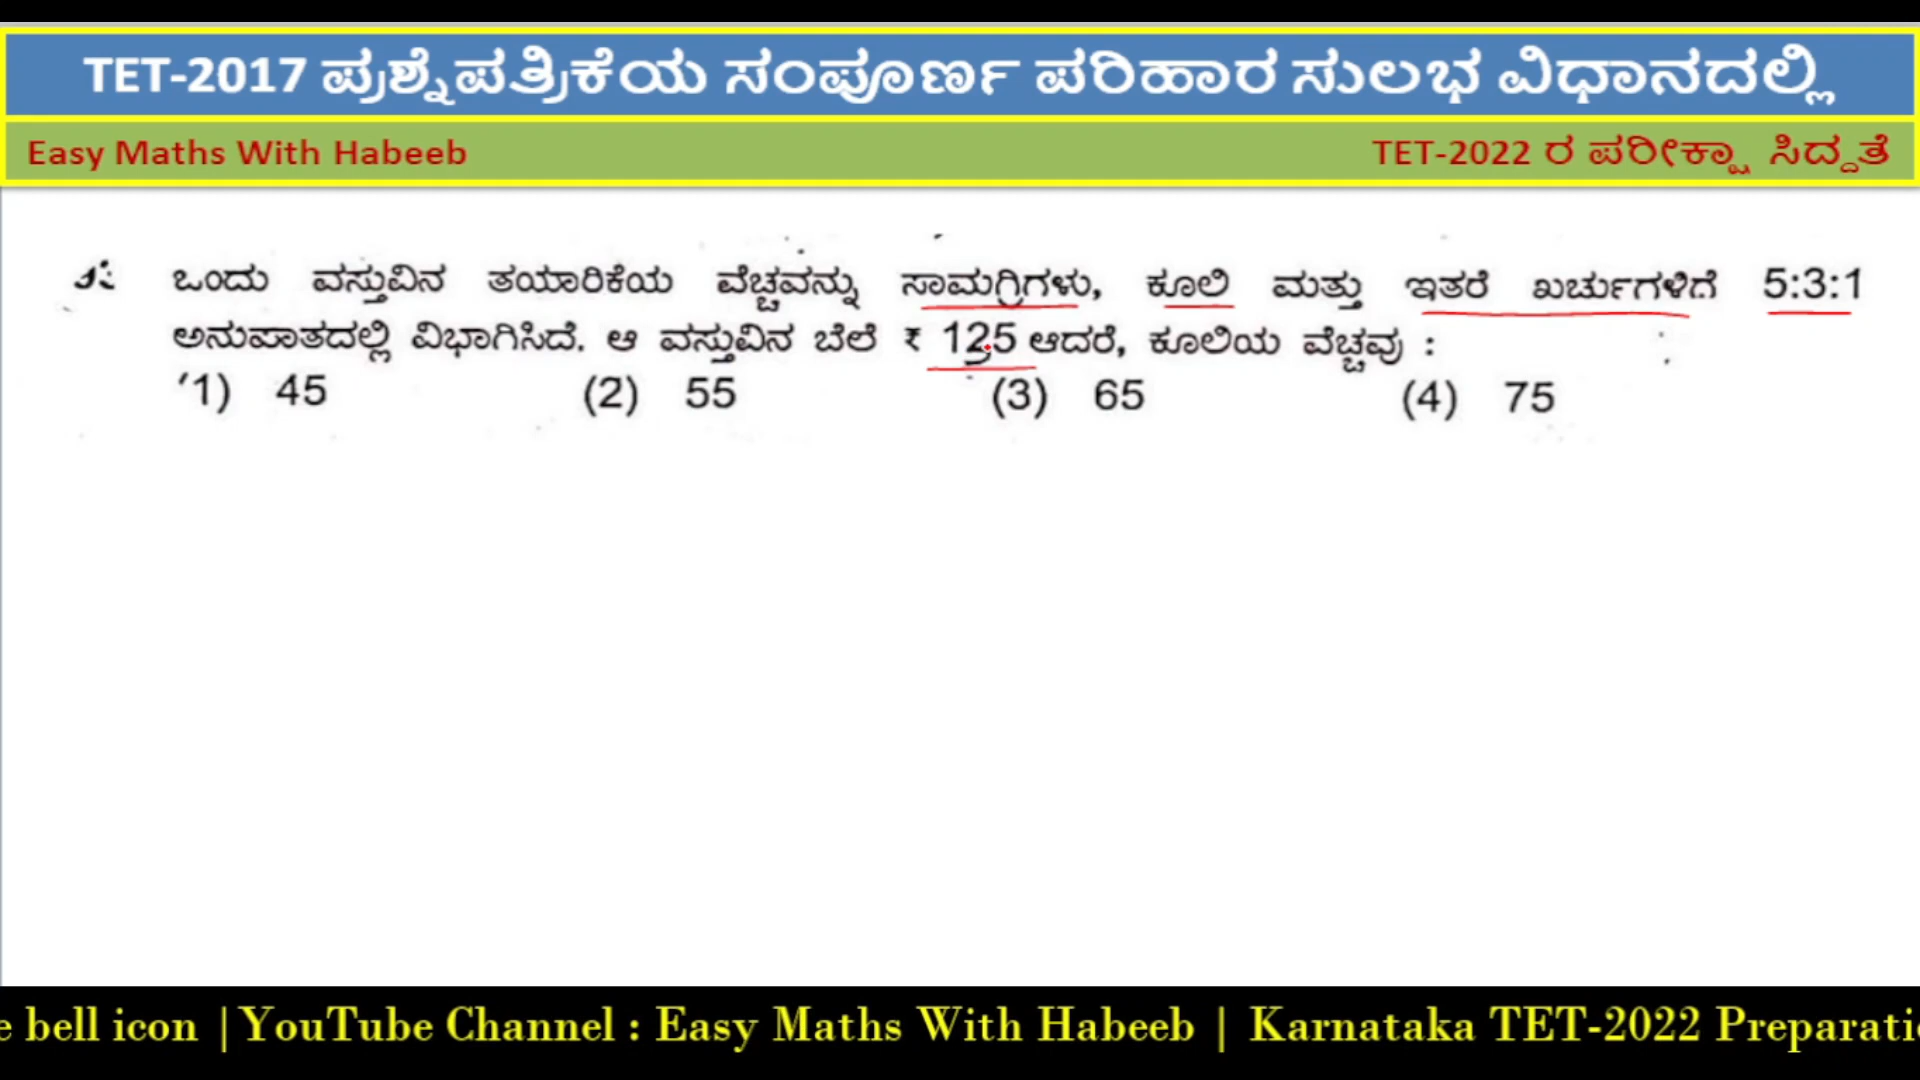 TET-2017 ಪ್ರಶ್ನೆಪತ್ರಿಕೆಯ ಸಂಪೂರ್ಣ ಪರಿಹಾರ ಸುಲಭ ವಿಧಾನದಲ್ಲಿ
Easy Maths With Habeeb TET-2022 ರ ಪರೀಕ್ಷಾ ಸಿದ್ದತೆ
ಒಂದು ವಸ್ತುವಿನ ತಯಾರಿಕೆಯ ವೆಚ್ಚವನ್ನು ಸಾಮಗ್ರಿಗಳು, ಕೂಲಿ ಮತ್ತು ಇತರೆ ಖರ್ಚುಗಳಿಗೆ 5:3:1
ಅನುಪಾತದಲ್ಲಿ ವಿಭಾಗಿಸಿದೆ. ಆ ವಸ್ತುವಿನ ಬೆಲೆ ₹ 125 ಆದರೆ, ಕೂಲಿಯ ವೆಚ್ಚವು :
1) 45 (2) 55 (3) 65 (4) 75
e bell icon | YouTube Channel : Easy Maths With Habeeb | Karnataka TET-2022 Preparati